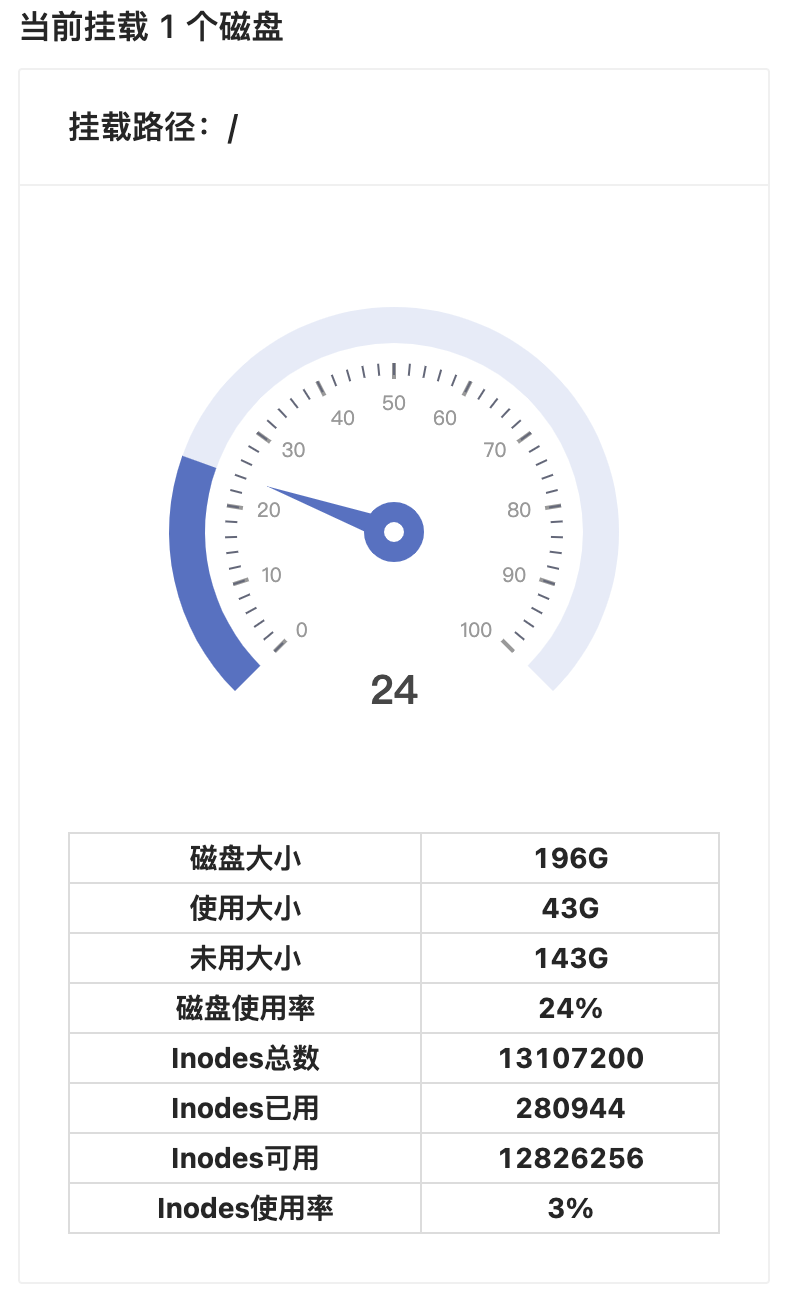 当前挂载 1 个磁盘
挂载路径：/
50
40 60
30 70
20 80
10 90
0 100
24
磁盘大小 196G
使用大小 43G
未用大小 143G
磁盘使用率 24%
Inodes总数 13107200
Inodes已用 280944
Inodes可用 12826256
Inodes使用率 3%